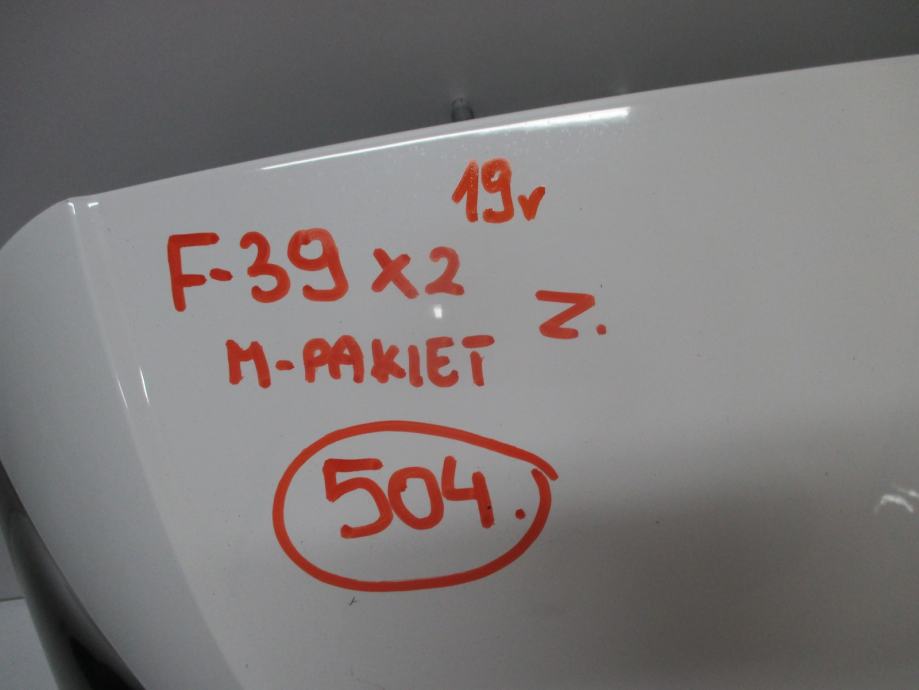 19r
F-39 x2
Z.
M-PAKIET
504.